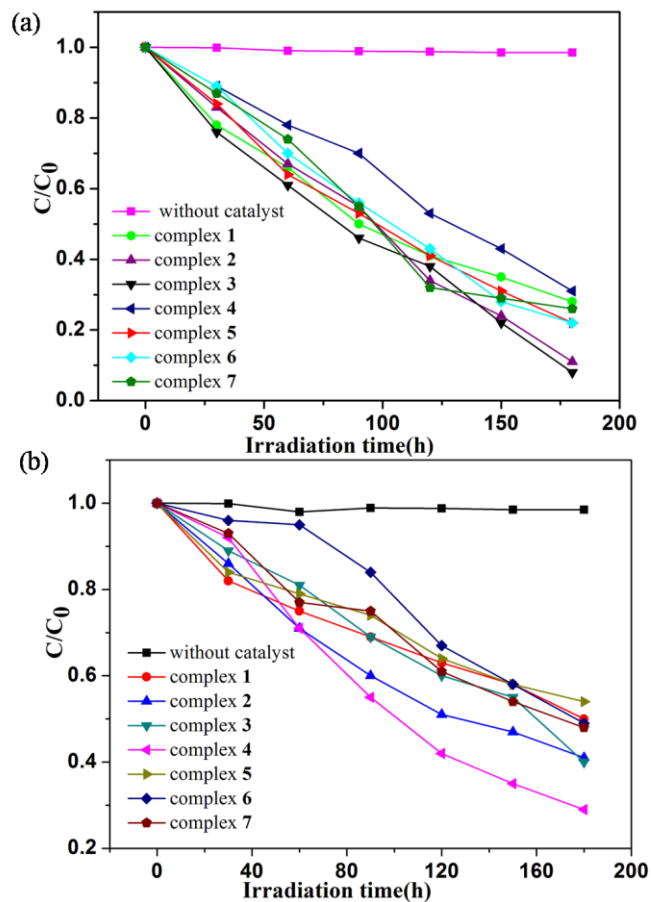 (a)
1.0
0.8
0.6
0.4
0.2
0.0
C/C0
without catalyst
complex 1
complex 2
complex 3
complex 4
complex 5
complex 6
complex 7
0 50 100 150 200
Irradiation time(h)
(b)
1.0
0.8
0.6
0.4
0.2
C/C0
without catalyst
complex 1
complex 2
complex 3
complex 4
complex 5
complex 6
complex 7
0 40 80 120 160 200
Irradiation time(h)